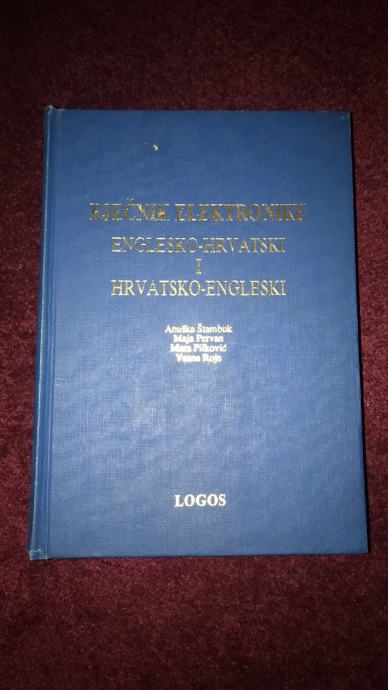 RJEČNIK ELEKTRONIKE
ENGLESKO-HRVATSKI
I
HRVATSKO-ENGLESKI
Anuška Štambuk
Maja Pervan
Mara Pilković
Vesna Roje
LOGOS